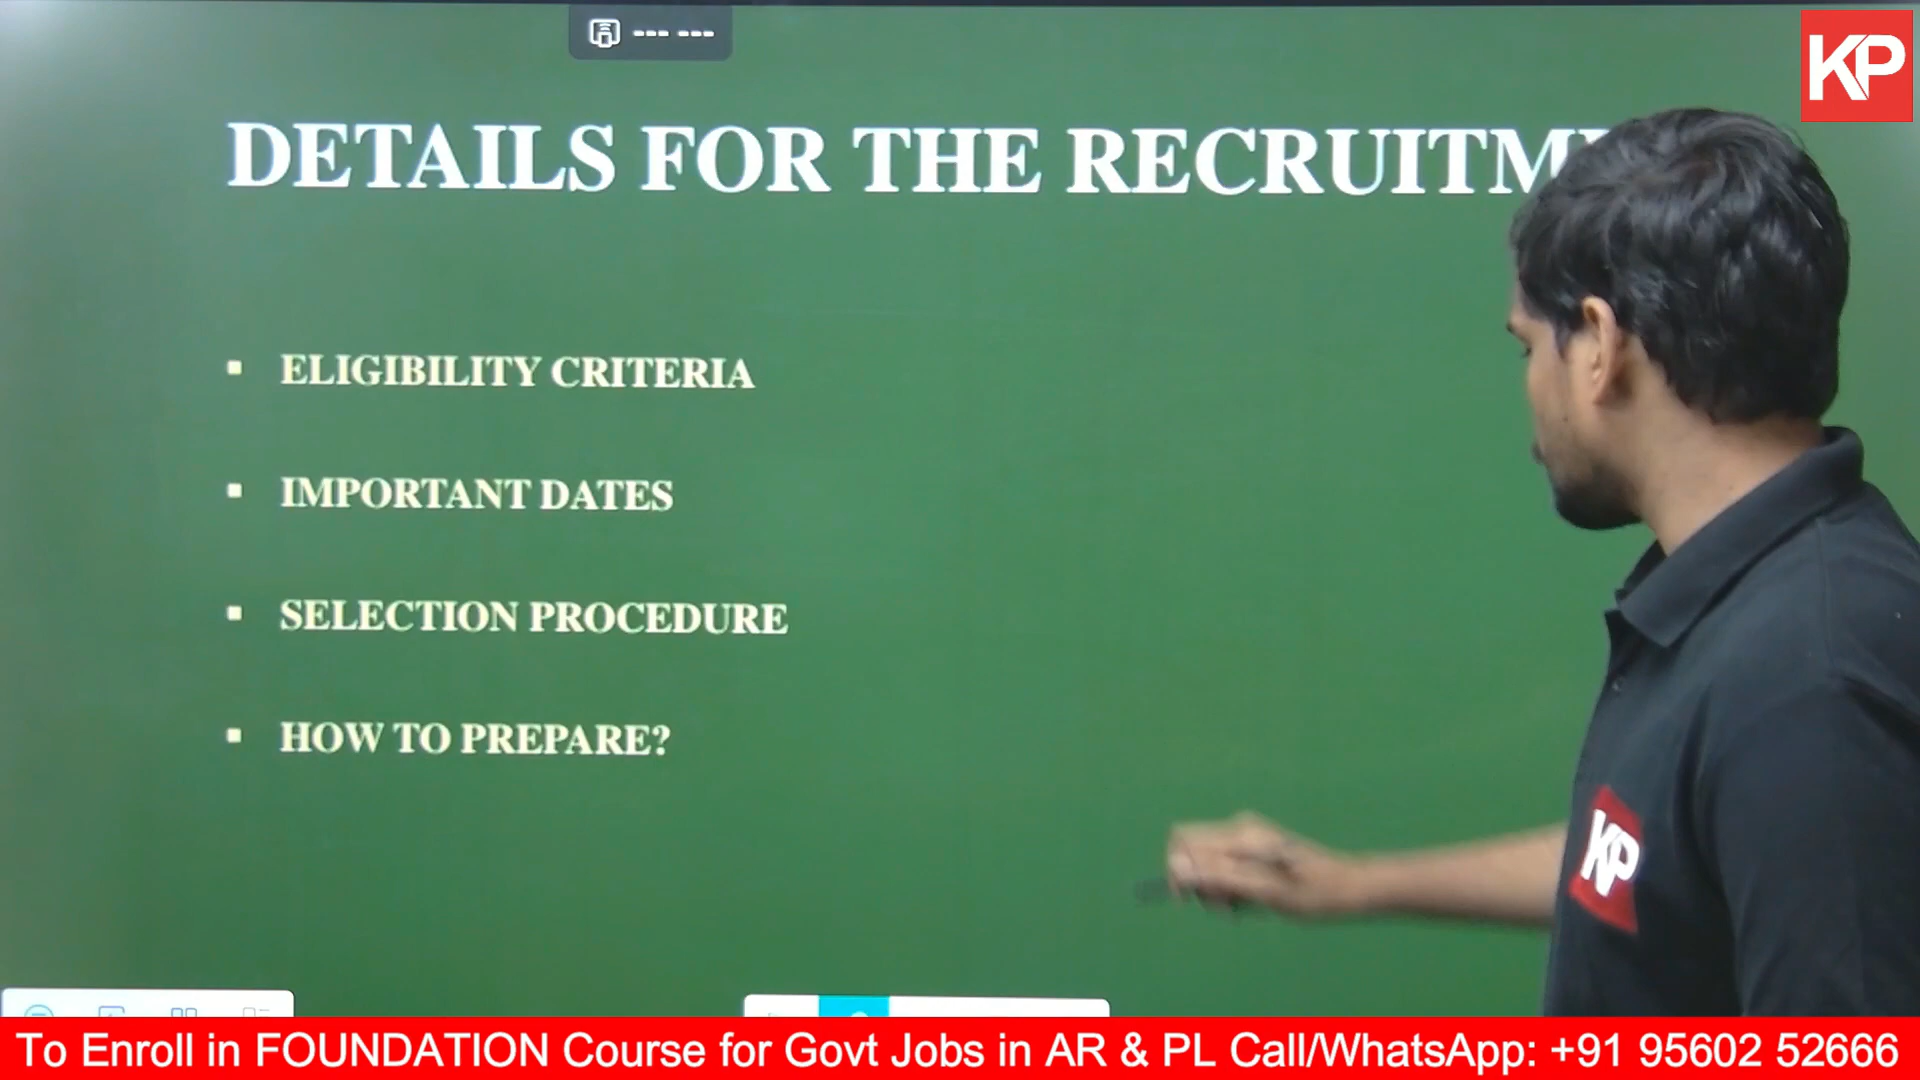 --- ---
KP
DETAILS FOR THE
▪ ELIGIBILITY CRITERIA
▪ IMPORTANT DATES
▪ SELECTION PROCEDURE
▪ HOW TO PREPARE?
KP
To Enroll in FOUNDATION Course for Govt Jobs in AR & PL Call/WhatsApp: +91 95602 52666